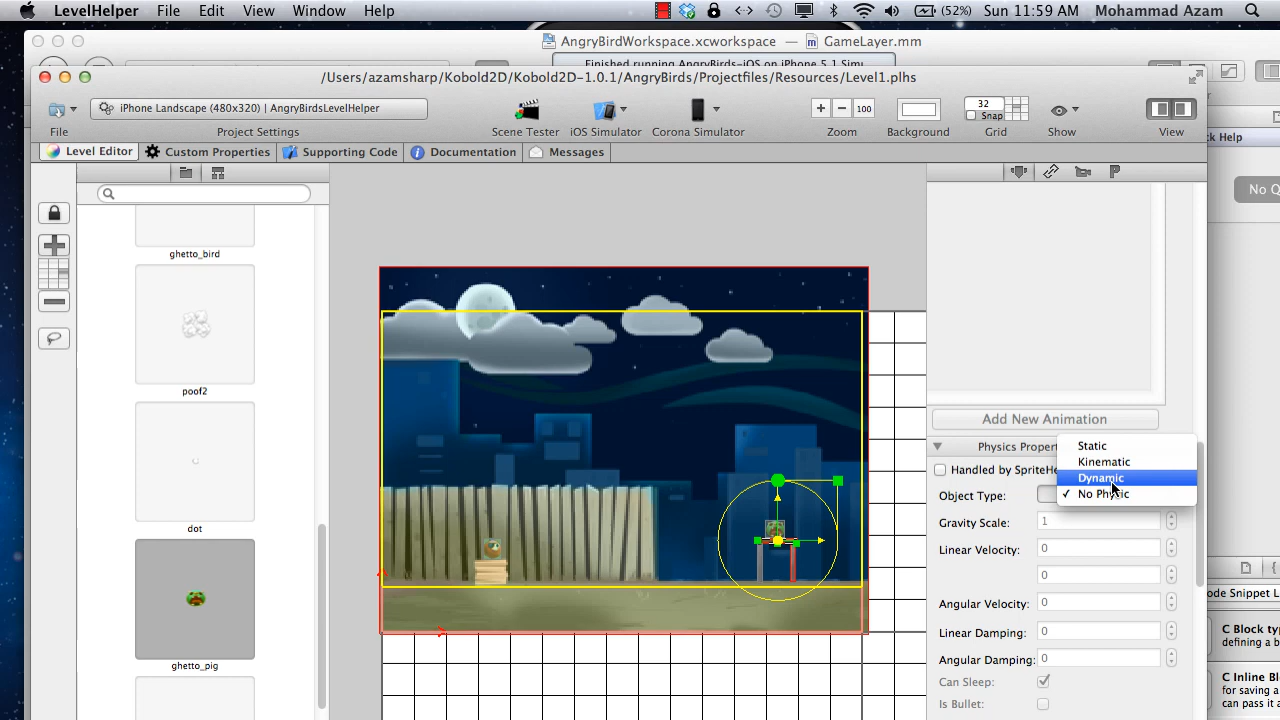 LevelHelper File Edit View Window Help (52%) Sun 11:59 AM Mohammad Azam
AngryBirdWorkspace.xcworkspace — GameLayer.mm
Finished running AngryBirds-iOS on iPhone 5.1 Simu
/Users/azamsharp/Kobold2D/Kobold2D-1.0.1/AngryBirds/Projectfiles/Resources/Level1.plhs
iPhone Landscape (480x320) | AngryBirdsLevelHelper
+ − 100
32
Snap
File Project Settings Scene Tester iOS Simulator Corona Simulator Zoom Background Grid Show View
ck Help
Level Editor Custom Properties Supporting Code Documentation Messages
No Q
ghetto_bird
poof2
dot
ghetto_pig
Add New Animation
Physics Propert
Handled by SpriteHe
Object Type:
Static
Kinematic
Dynamic
✓ No Physic
Gravity Scale: 1
Linear Velocity: 0
0
Angular Velocity: 0
Linear Damping: 0
Angular Damping: 0
Can Sleep:
Is Bullet:
ode Snippet L
C Block typ
defining a b
C Inline Blo
for saving a
can pass it a